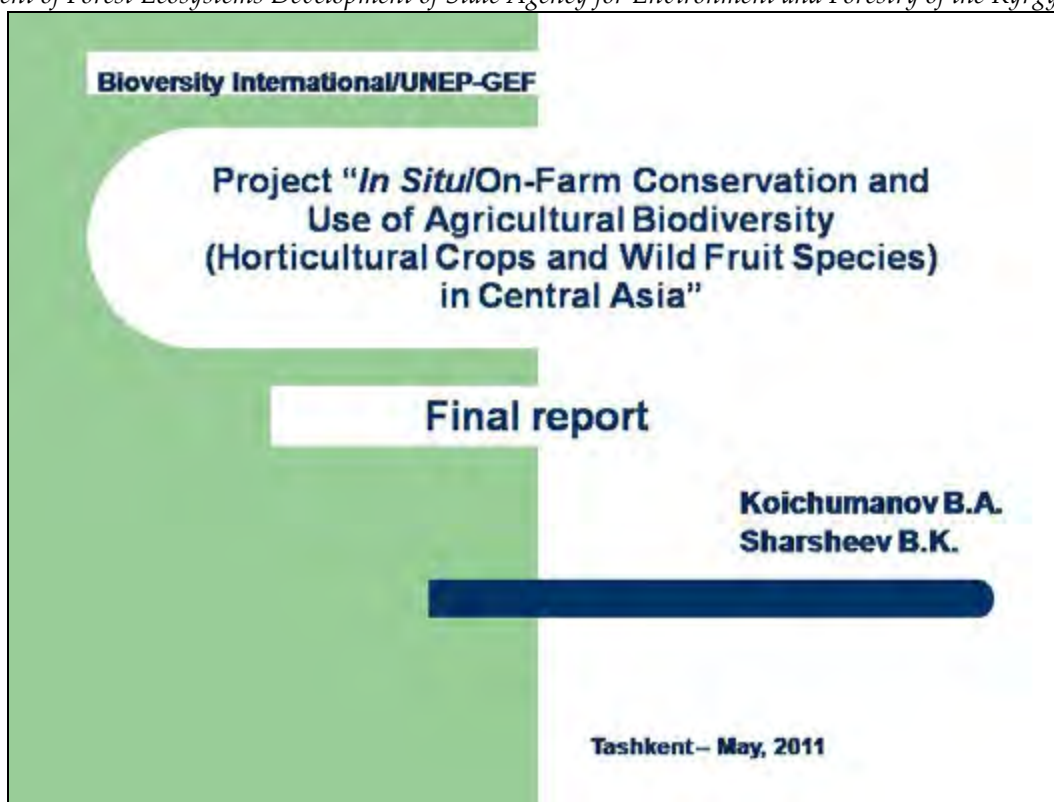 ent of Forest Ecosystems Development of State Agency for Environment and Forestry of the Kyrgy
Bioversity International/UNEP-GEF
Project “In Situ/On-Farm Conservation and
Use of Agricultural Biodiversity
(Horticultural Crops and Wild Fruit Species)
in Central Asia”
Final report
Koichumanov B.A.
Sharsheev B.K.
Tashkent– May, 2011